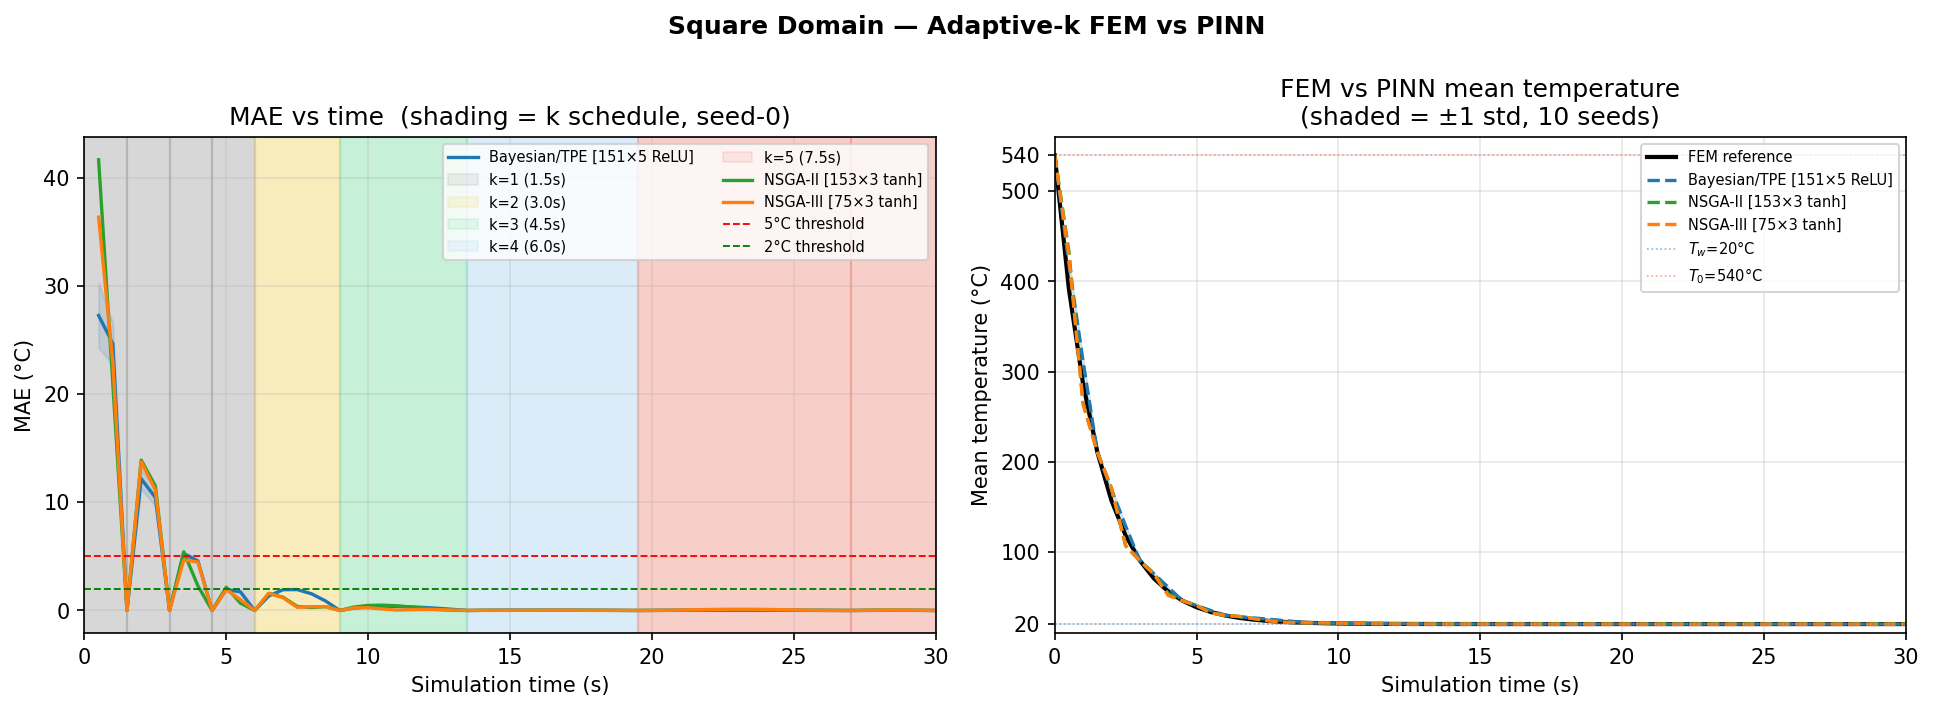 Square Domain — Adaptive-k FEM vs PINN
MAE vs time  (shading = k schedule, seed-0)
MAE (°C)
40
30
20
10
0
Bayesian/TPE [151×5 ReLU]
k=1 (1.5s)
k=2 (3.0s)
k=3 (4.5s)
k=4 (6.0s)
k=5 (7.5s)
NSGA-II [153×3 tanh]
NSGA-III [75×3 tanh]
5°C threshold
2°C threshold
0 5 10 15 20 25 30
Simulation time (s)
FEM vs PINN mean temperature
(shaded = ±1 std, 10 seeds)
Mean temperature (°C)
540
500
400
300
200
100
20
FEM reference
Bayesian/TPE [151×5 ReLU]
NSGA-II [153×3 tanh]
NSGA-III [75×3 tanh]
T_w=20°C
T_0=540°C
0 5 10 15 20 25 30
Simulation time (s)